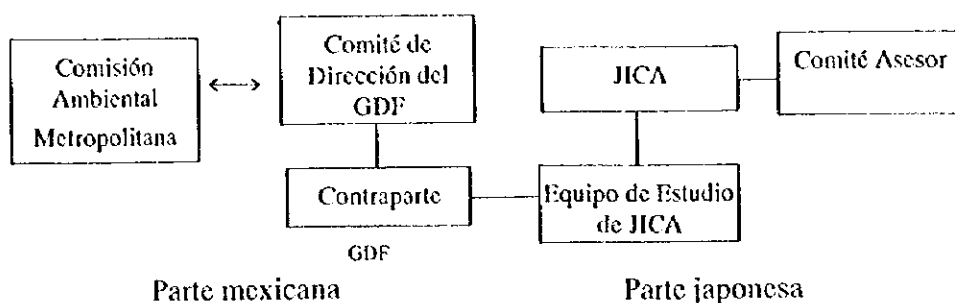 Comisión
Ambiental
Metropolitana
Comité de
Dirección del
GDF
JICA
Comité Asesor
Contraparte
GDF
Equipo de Estudio
de JICA
Parte mexicana
Parte japonesa